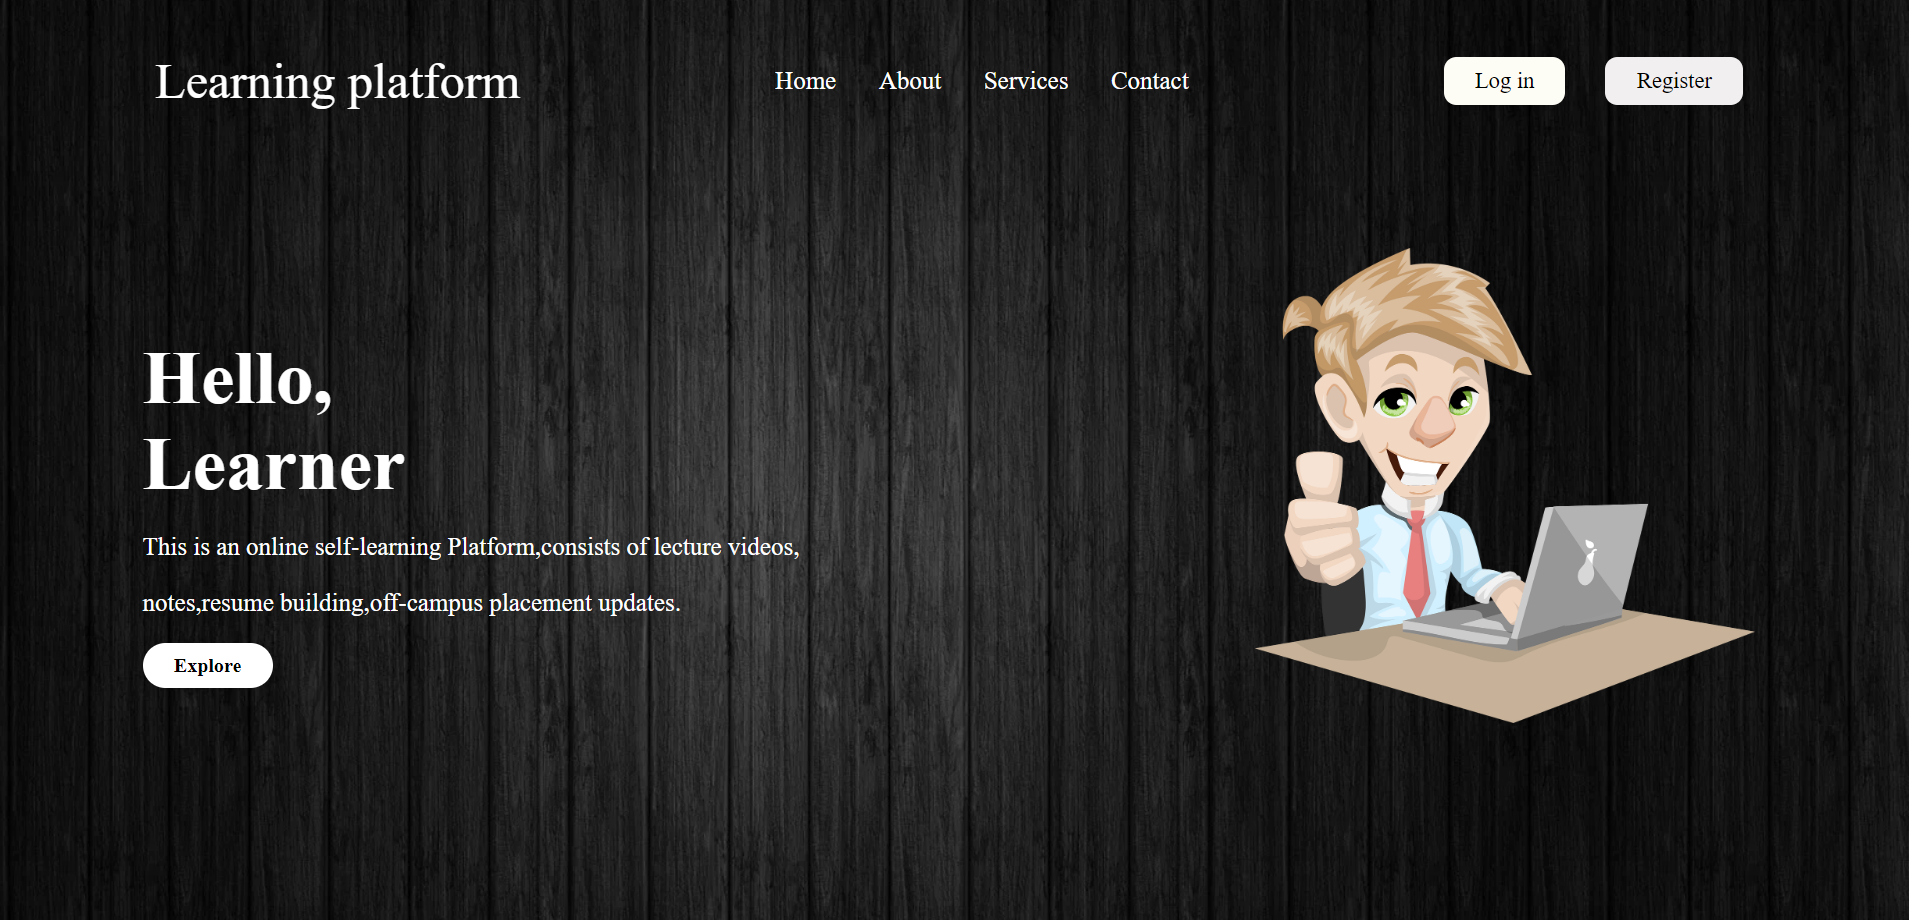 Learning platform
Home About Services Contact
Log in Register
Hello,
Learner
This is an online self-learning Platform,consists of lecture videos,
notes,resume building,off-campus placement updates.
Explore